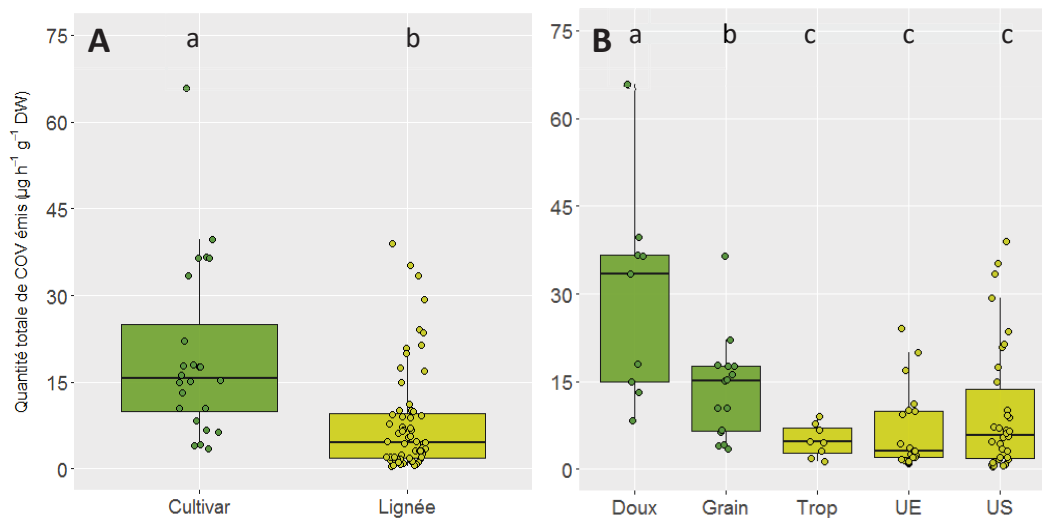 A
a
b
75
60
45
30
15
0
Quantité totale de COV émis (µg h⁻¹ g⁻¹ DW)
Cultivar
Lignée
B
a
b
c
c
c
75
60
45
30
15
0
Doux
Grain
Trop
UE
US